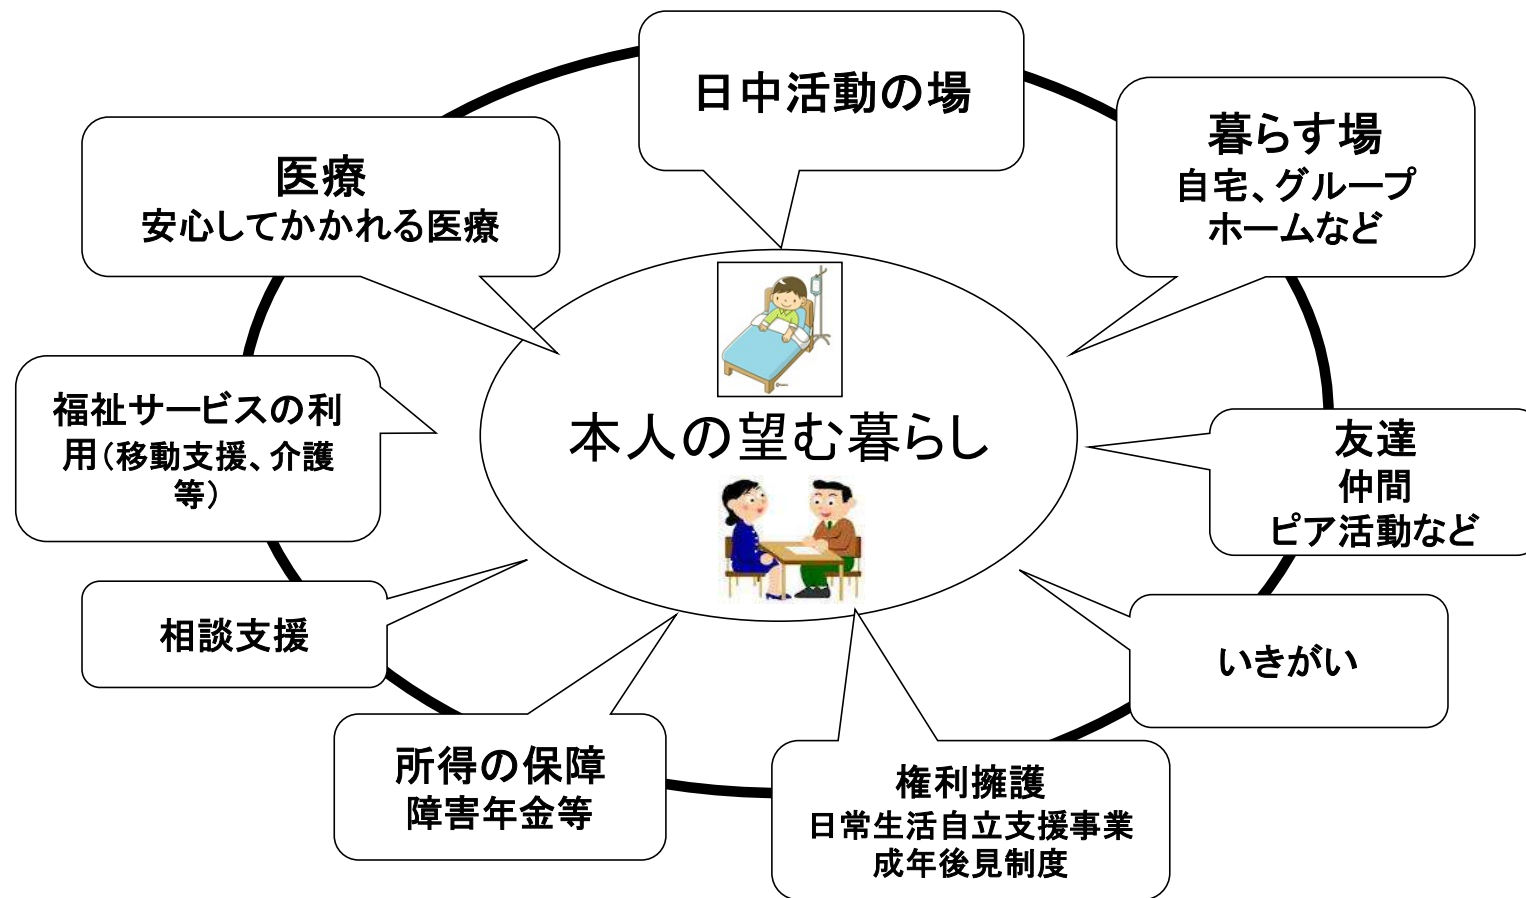 日中活動の場
暮らす場
自宅、グループ
ホームなど
医療
安心してかかれる医療
福祉サービスの利
用(移動支援、介護
等)
本人の望む暮らし
友達
仲間
ピア活動など
相談支援
いきがい
所得の保障
障害年金等
権利擁護
日常生活自立支援事業
成年後見制度